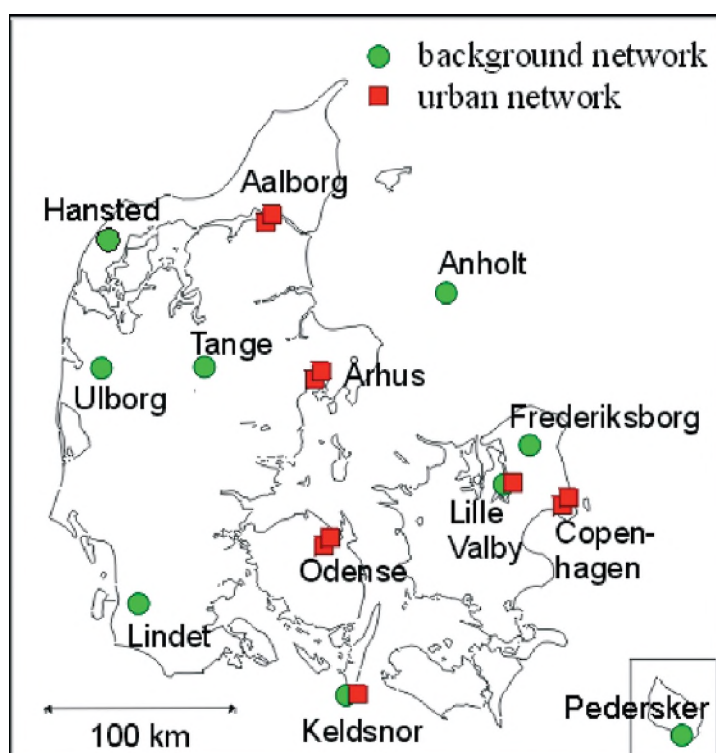 background network
urban network
Aalborg
Hansted
Anholt
Tange
Århus
Ulborg
Frederiksborg
Lille
Valby
Copen-
hagen
Odense
Lindet
Pedersker
Keldsnor
100 km